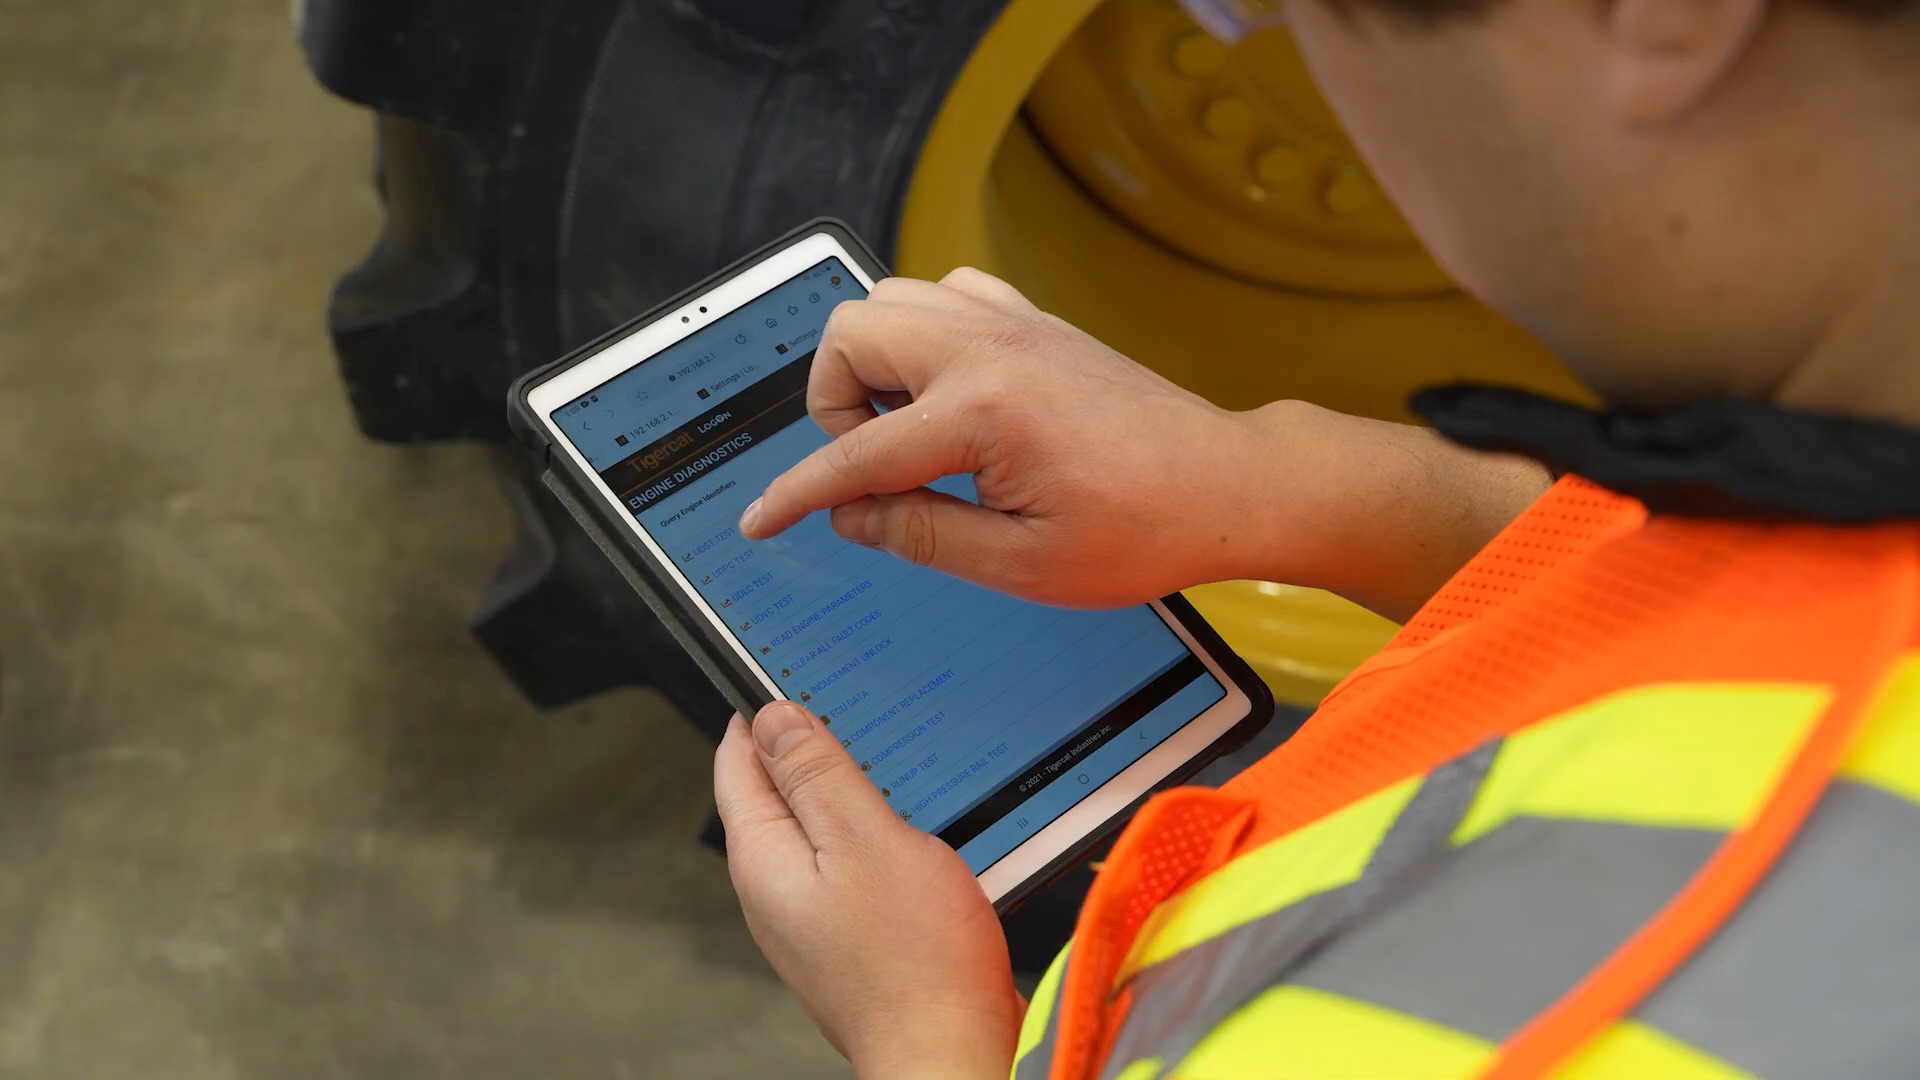 1:08
192.168.2.1
192.168.2.1...
Settings | Lo...
Settings...
Tigercat LOGON
ENGINE DIAGNOSTICS
Query Engine Identifiers
UDST TEST
UDPC TEST
UDLC TEST
UDVC TEST
READ ENGINE PARAMETERS
CLEAR ALL FAULT CODES
INDUCEMENT UNLOCK
ECU DATA
COMPONENT REPLACEMENT
COMPRESSION TEST
RUNUP TEST
HIGH PRESSURE RAIL TEST
© 2021 - Tigercat Industries Inc.